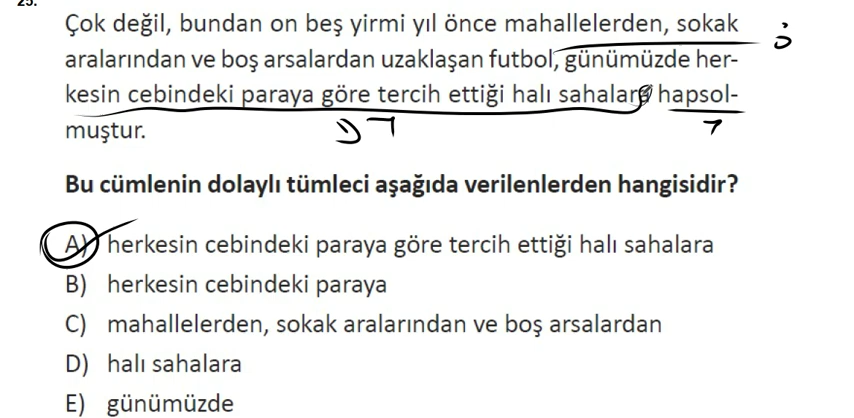 25.
Çok değil, bundan on beş yirmi yıl önce mahallelerden, sokak
aralarından ve boş arsalardan uzaklaşan futbol, günümüzde her-
kesin cebindeki paraya göre tercih ettiği halı sahalara hapsol-
muştur.
Bu cümlenin dolaylı tümleci aşağıda verilenlerden hangisidir?
A) herkesin cebindeki paraya göre tercih ettiği halı sahalara
B) herkesin cebindeki paraya
C) mahallelerden, sokak aralarından ve boş arsalardan
D) halı sahalara
E) günümüzde